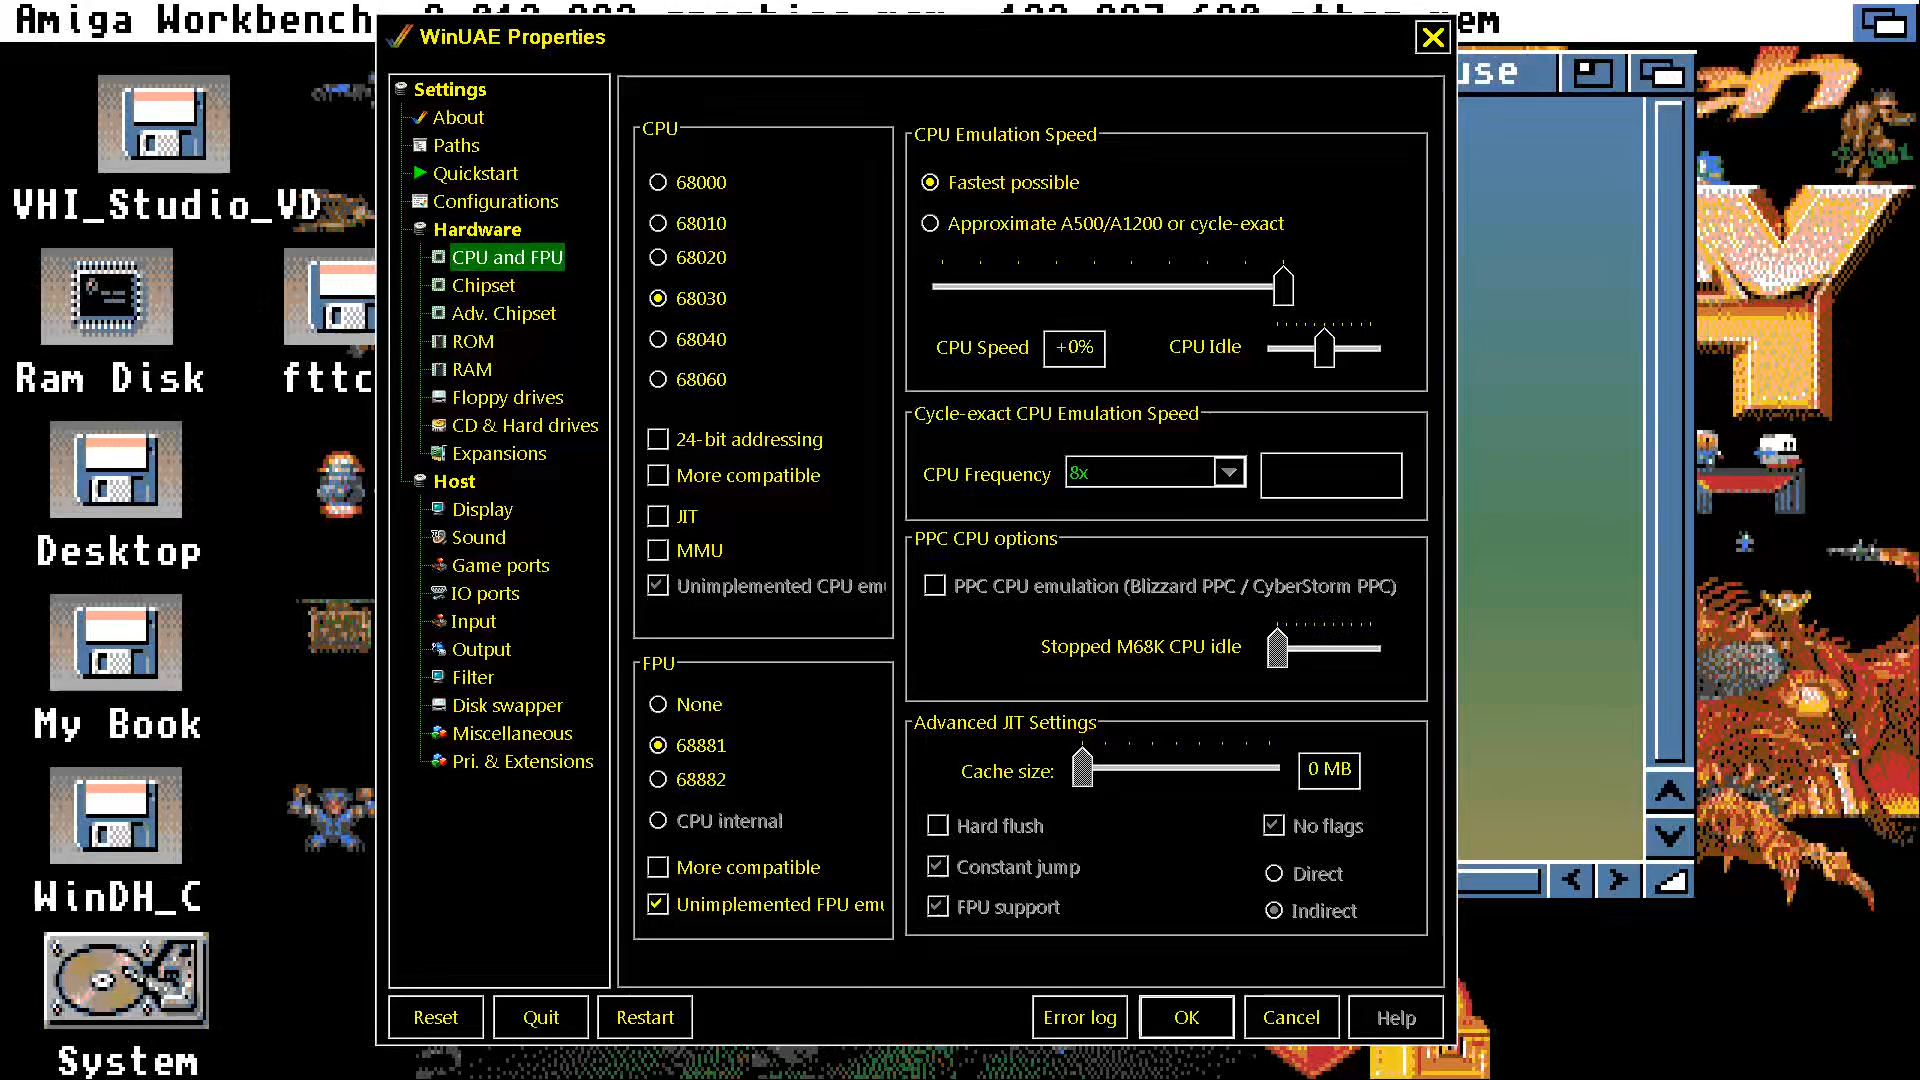 Amiga Workbench
em
WinUAE Properties
use
VHI_Studio_VD
Ram Disk
fttc
Desktop
My Book
WinDH_C
System
Settings
About
Paths
Quickstart
Configurations
Hardware
CPU and FPU
Chipset
Adv. Chipset
ROM
RAM
Floppy drives
CD & Hard drives
Expansions
Host
Display
Sound
Game ports
IO ports
Input
Output
Filter
Disk swapper
Miscellaneous
Pri. & Extensions
CPU
68000
68010
68020
68030
68040
68060
24-bit addressing
More compatible
JIT
MMU
Unimplemented CPU emu
FPU
None
68881
68882
CPU internal
More compatible
Unimplemented FPU emu
CPU Emulation Speed
Fastest possible
Approximate A500/A1200 or cycle-exact
CPU Speed +0% CPU Idle
Cycle-exact CPU Emulation Speed
CPU Frequency 8x
PPC CPU options
PPC CPU emulation (Blizzard PPC / CyberStorm PPC)
Stopped M68K CPU idle
Advanced JIT Settings
Cache size: 0 MB
Hard flush No flags
Constant jump Direct
FPU support Indirect
Reset Quit Restart Error log OK Cancel Help